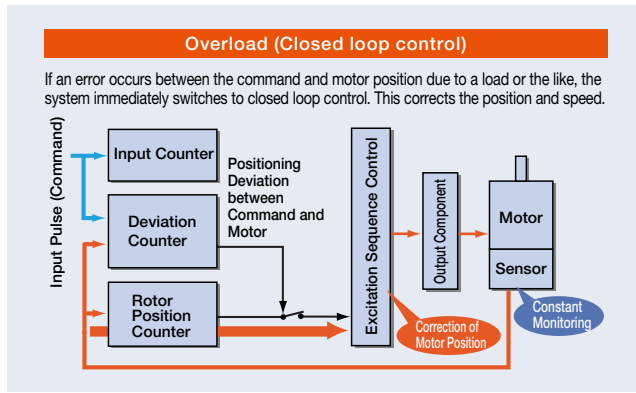 Overload (Closed loop control)
If an error occurs between the command and motor position due to a load or the like, the
system immediately switches to closed loop control. This corrects the position and speed.
Input Pulse (Command)
Input Counter
Deviation
Counter
Rotor
Position
Counter
Positioning
Deviation
between
Command and
Motor
Excitation Sequence Control
Output Component
Motor
Sensor
Correction of
Motor Position
Constant
Monitoring